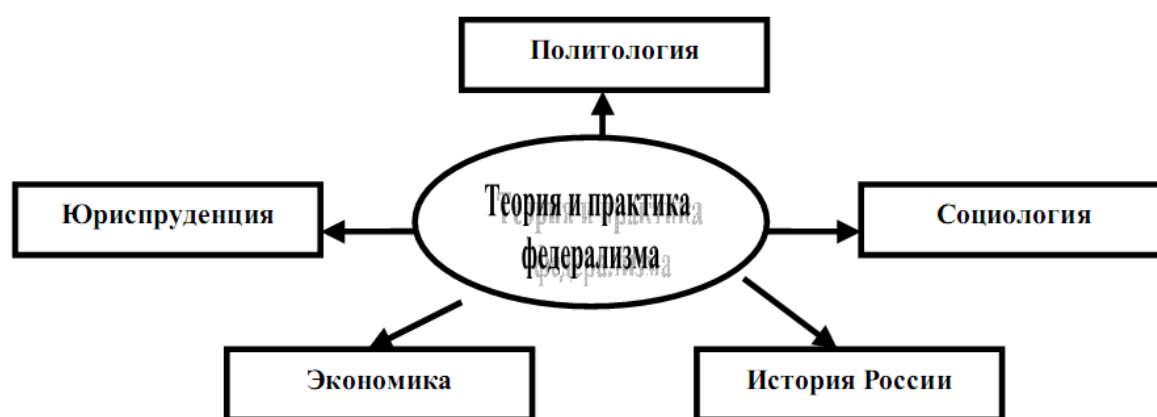 Политология
Юриспруденция
Теория и практика
федерализма
Социология
Экономика
История России